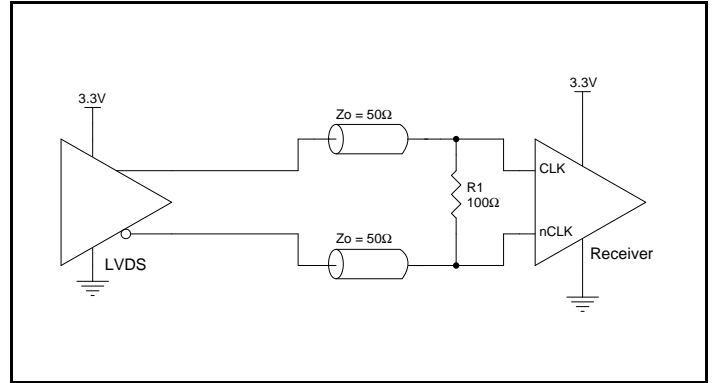 3.3V
LVDS
Zo = 50Ω
Zo = 50Ω
R1
100Ω
3.3V
CLK
nCLK
Receiver